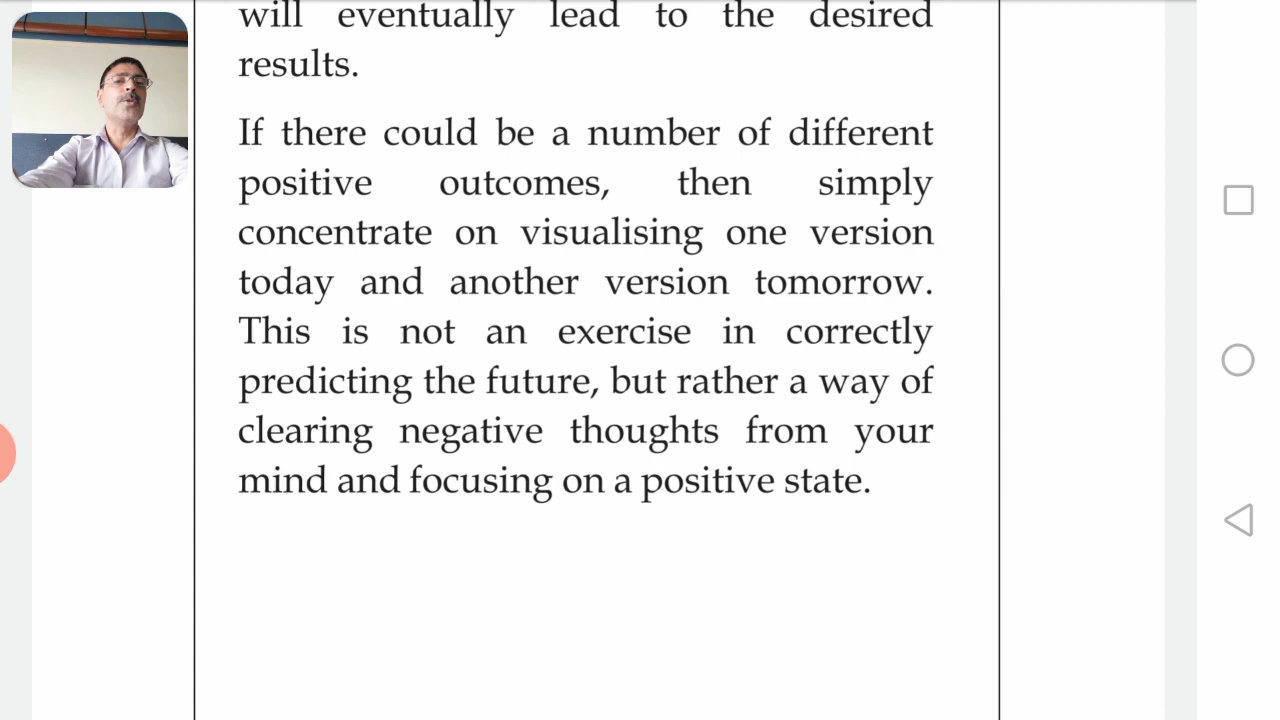 will eventually lead to the desired
results.
If there could be a number of different
positive outcomes, then simply
concentrate on visualising one version
today and another version tomorrow.
This is not an exercise in correctly
predicting the future, but rather a way of
clearing negative thoughts from your
mind and focusing on a positive state.